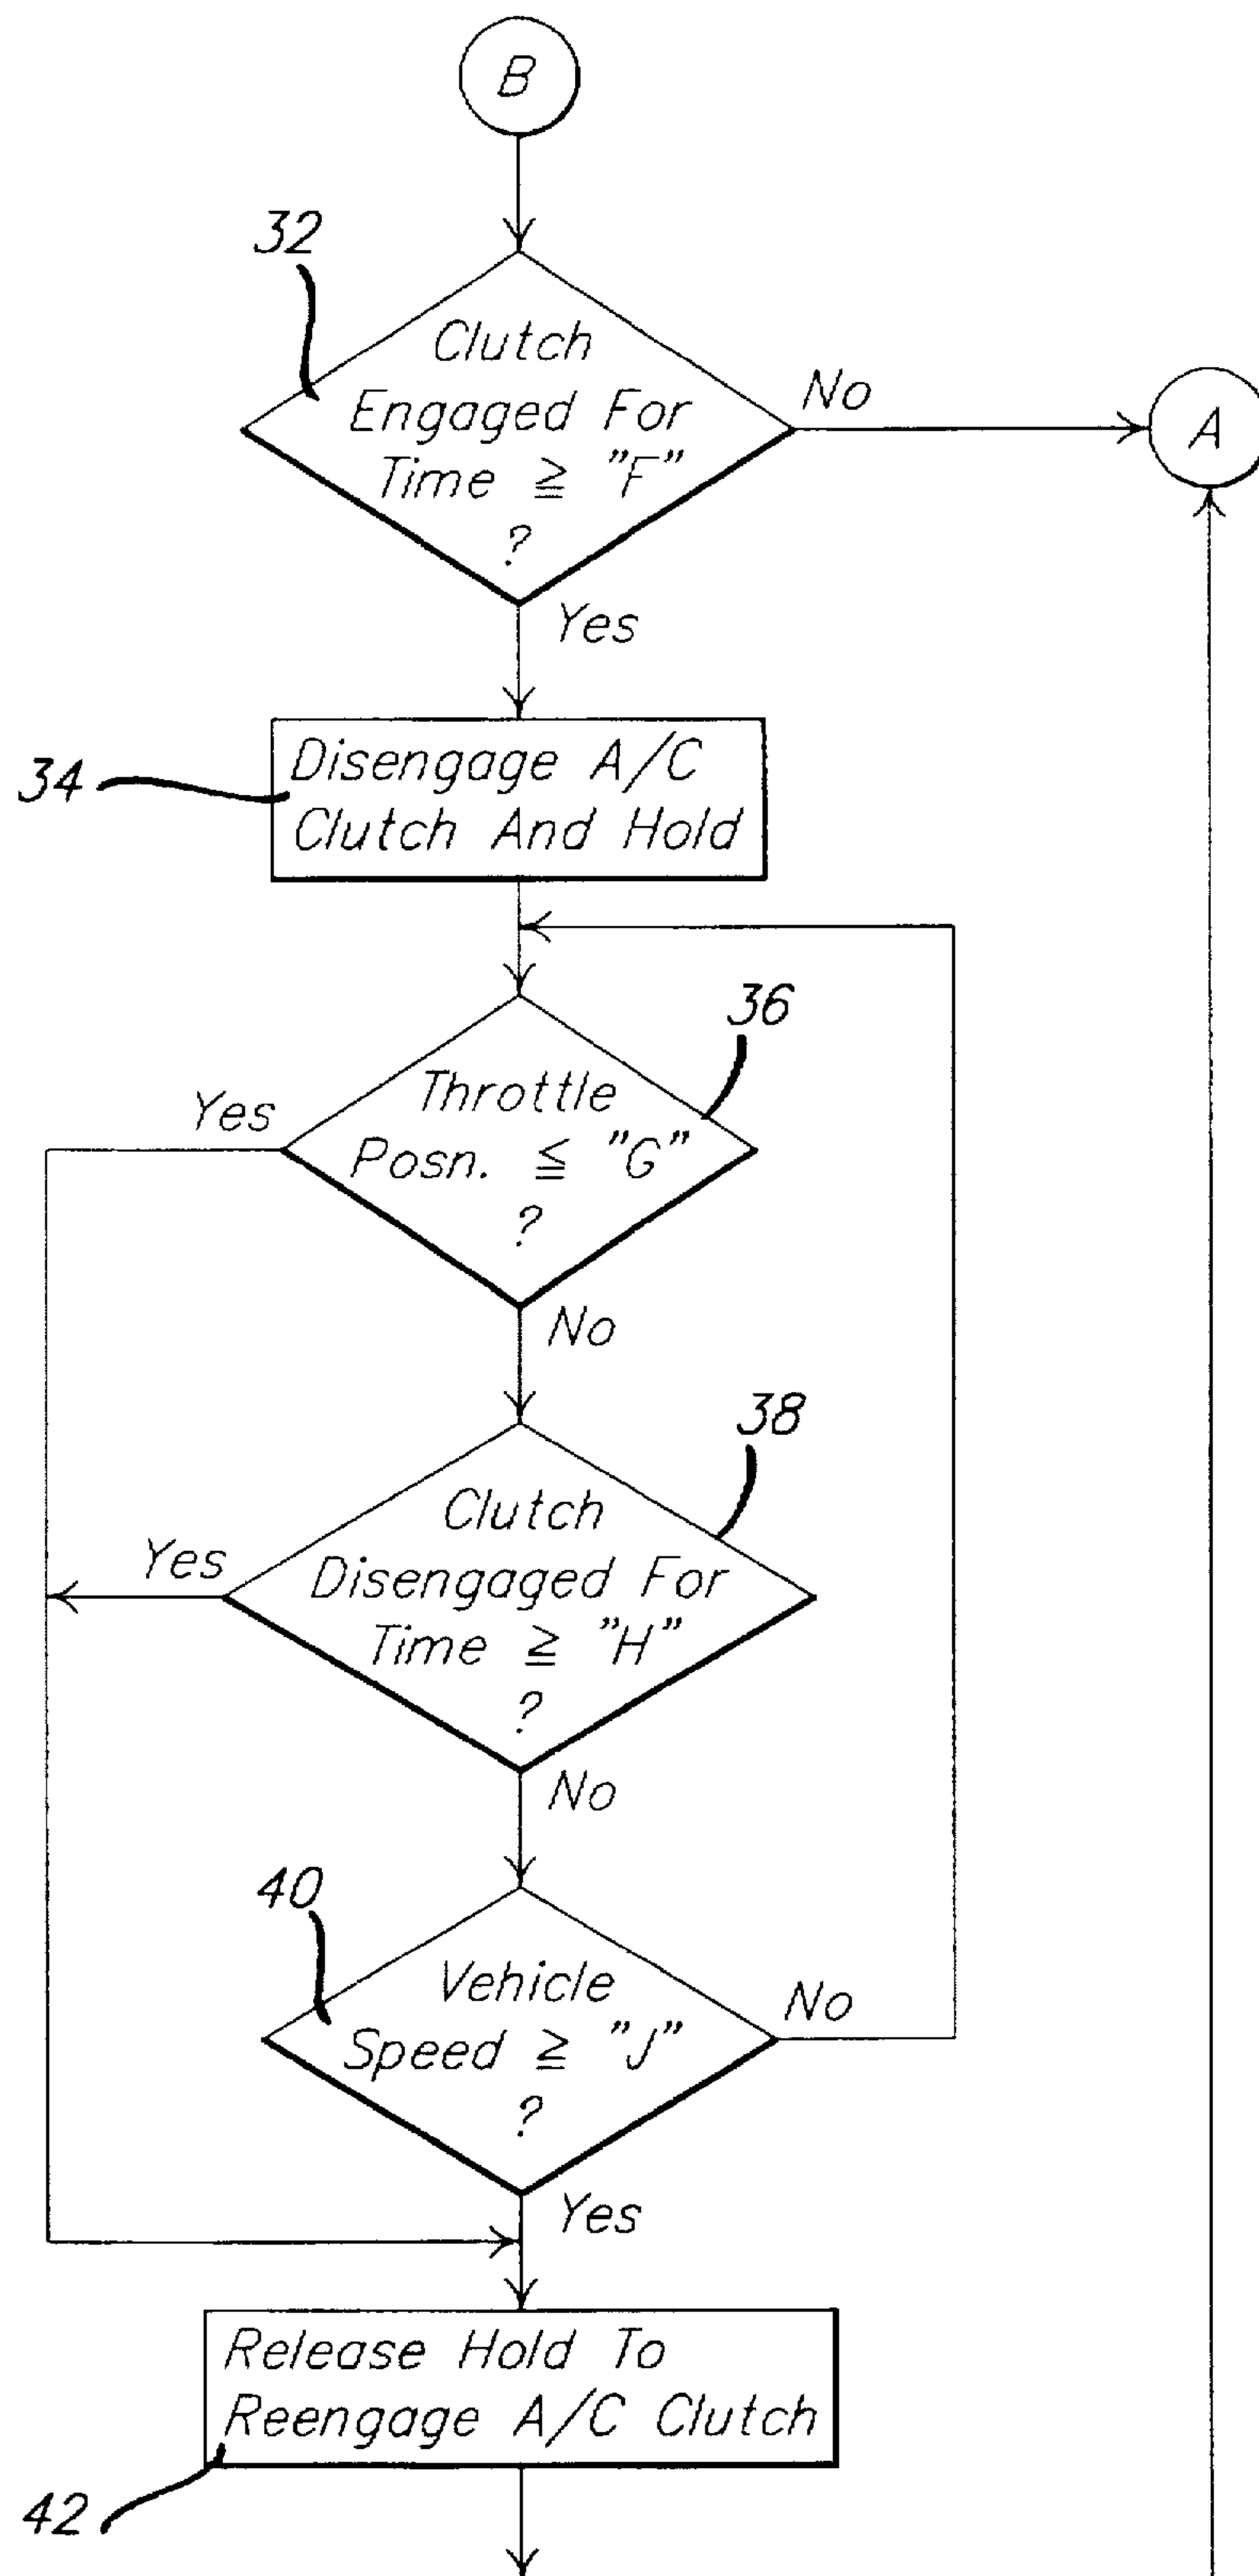 B
32
Clutch
Engaged For
Time ≧ "F"
?
No
A
Yes
34
Disengage A/C
Clutch And Hold
36
Throttle
Posn. ≦ "G"
?
Yes
No
38
Clutch
Disengaged For
Time ≧ "H"
?
Yes
No
40
Vehicle
Speed ≧ "J"
?
No
Yes
Release Hold To
Reengage A/C Clutch
42